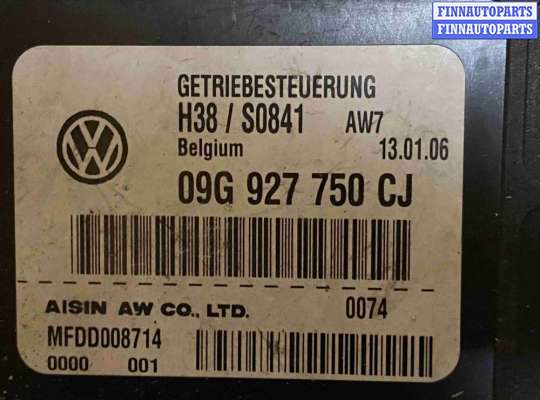 FINNAUTOPARTS
FINNAUTOPARTS
GETRIEBESTEUERUNG
H38 / S0841 AW7
Belgium 13.01.06
09G 927 750 CJ
AISIN AW CO., LTD. 0074
MFDD008714
0000 001